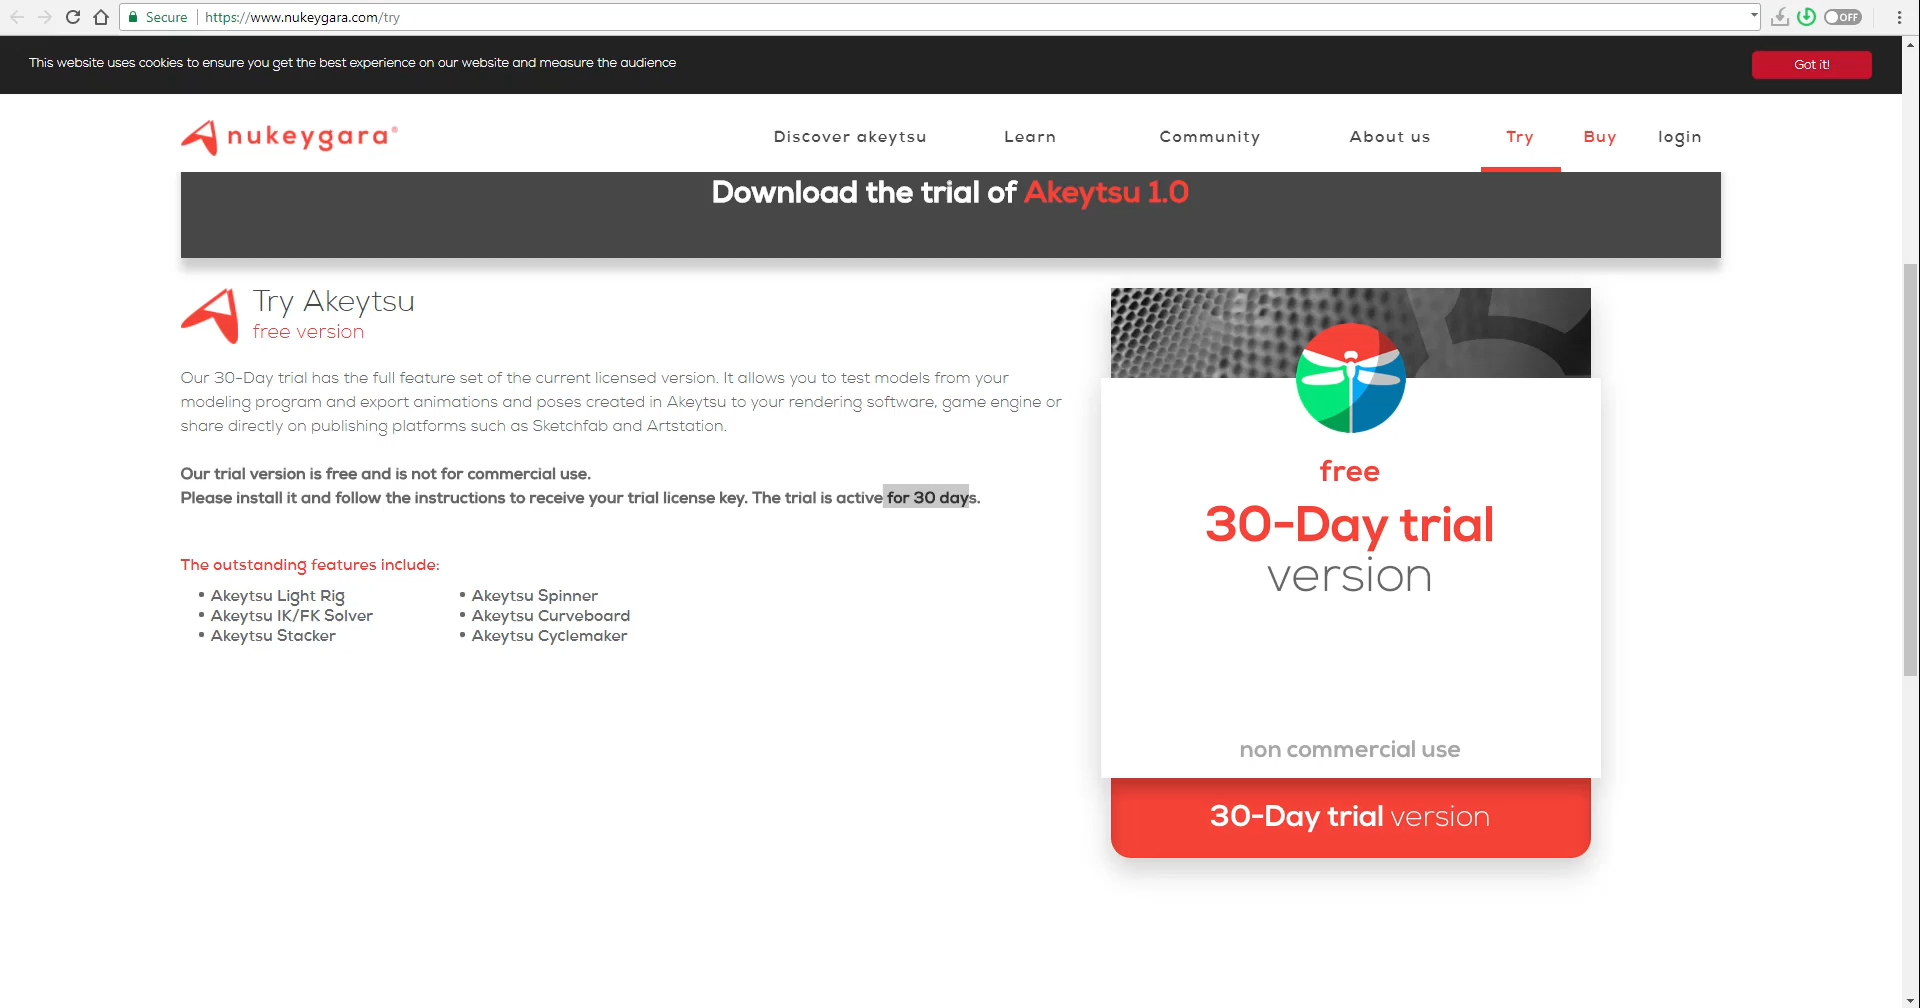 Secure https://www.nukeygara.com/try
OFF
This website uses cookies to ensure you get the best experience on our website and measure the audience
Got it!
nukeygara®
Discover akeytsu Learn Community About us Try Buy login
Download the trial of Akeytsu 1.0
Try Akeytsu
free version
Our 30-Day trial has the full feature set of the current licensed version. It allows you to test models from your
modeling program and export animations and poses created in Akeytsu to your rendering software, game engine or
share directly on publishing platforms such as Sketchfab and Artstation.
Our trial version is free and is not for commercial use.
Please install it and follow the instructions to receive your trial license key. The trial is active for 30 days.
The outstanding features include:
• Akeytsu Light Rig
• Akeytsu IK/FK Solver
• Akeytsu Stacker
• Akeytsu Spinner
• Akeytsu Curveboard
• Akeytsu Cyclemaker
free
30-Day trial
version
non commercial use
30-Day trial version